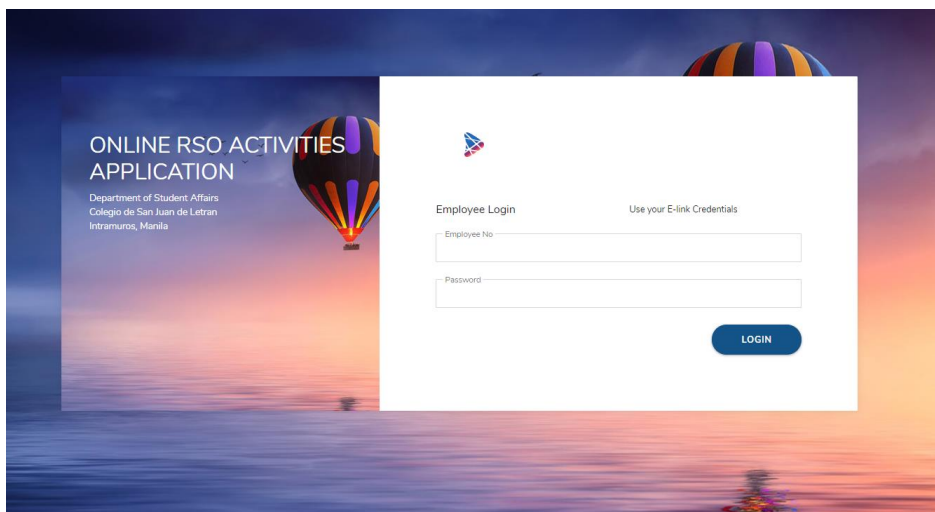 ONLINE RSO ACTIVITIES
APPLICATION
Department of Student Affairs
Colegio de San Juan de Letran
Intramuros, Manila
Employee Login
Use your E-link Credentials
Employee No
Password
LOGIN